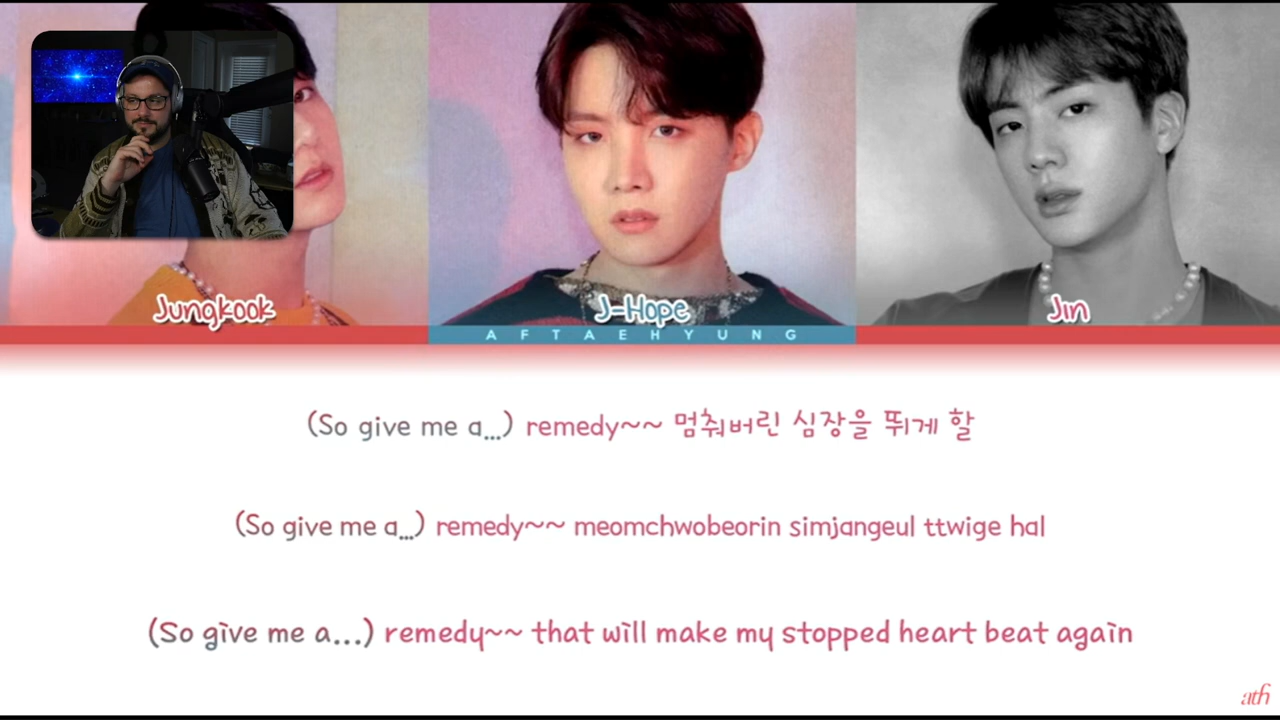 Jungkook
J-Hope
Jin
AFTAEHYUNG
(So give me a...) remedy~~ 멈춰버린 심장을 뛰게 할
(So give me a...) remedy~~ meomchwobeorin simjangeul ttwige hal
(So give me a...) remedy~~ that will make my stopped heart beat again
ath